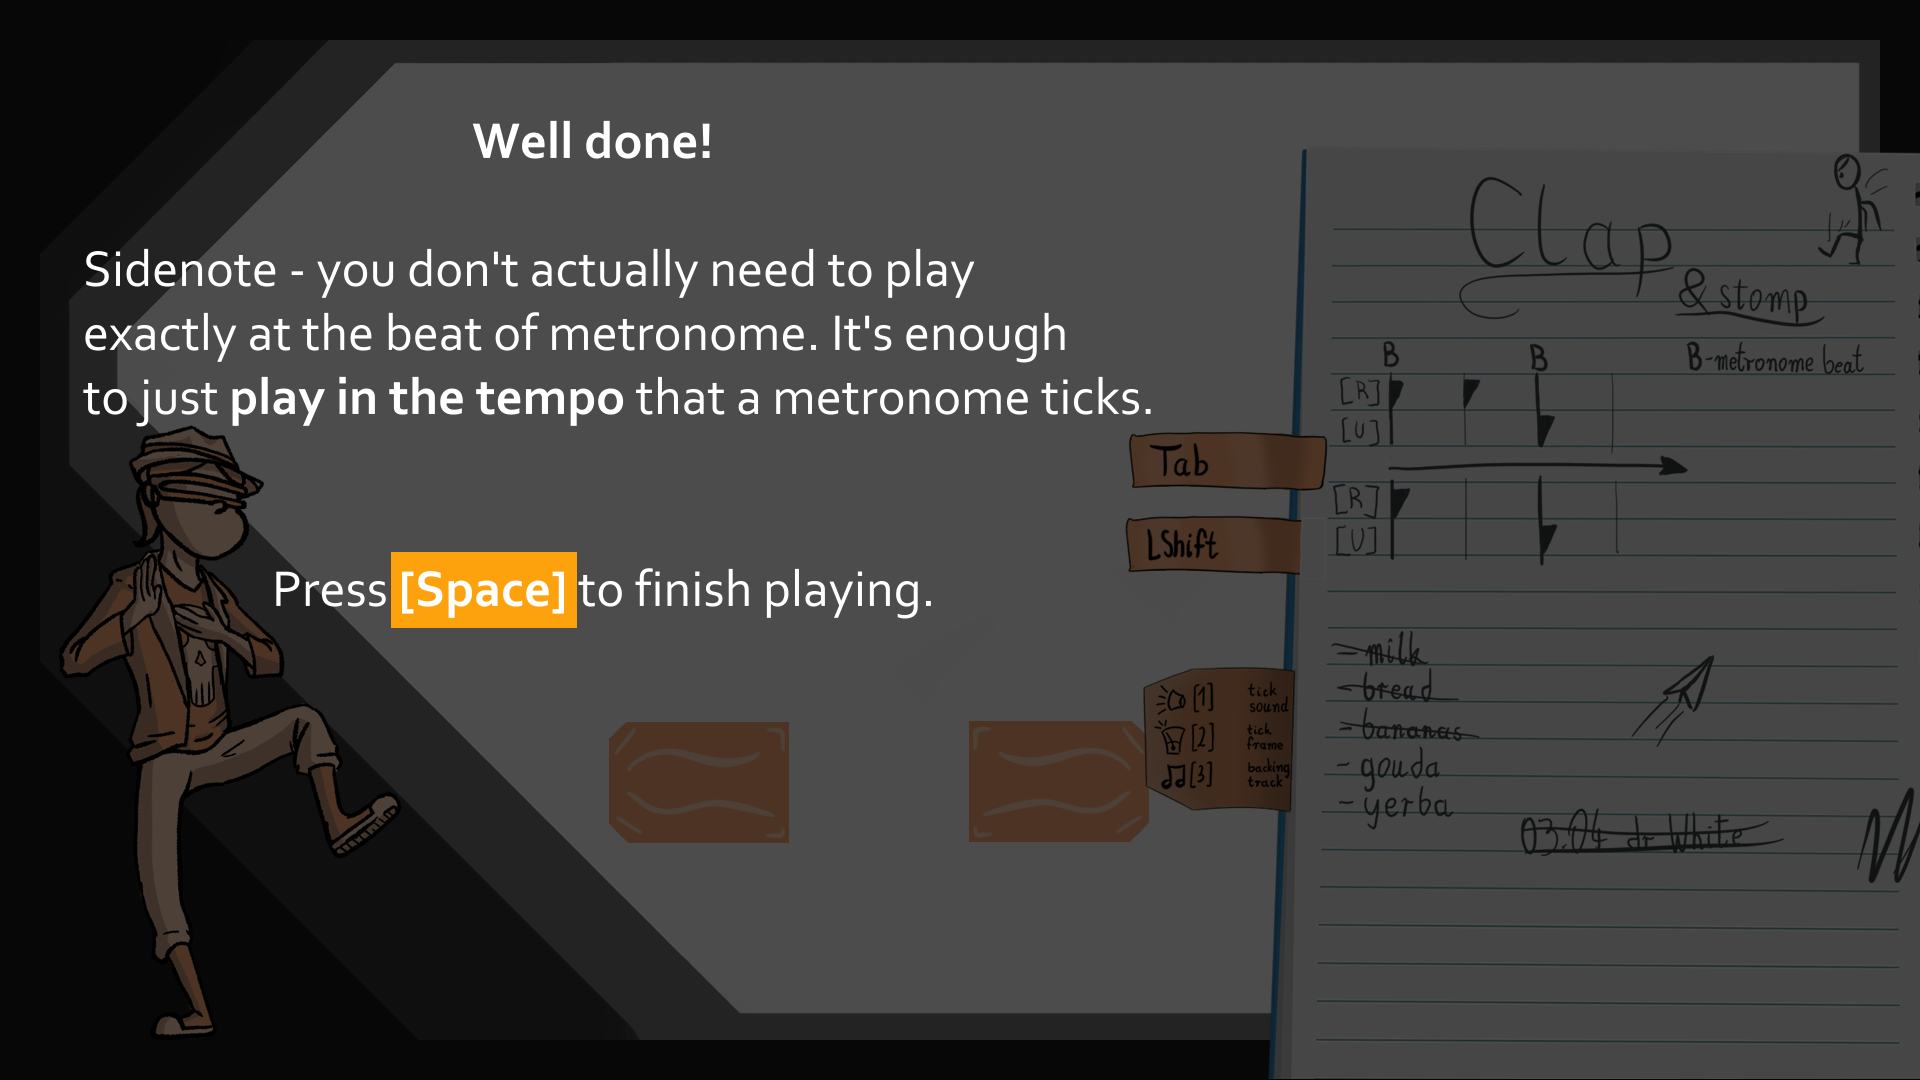 Well done!
Sidenote - you don't actually need to play
exactly at the beat of metronome. It's enough
to just play in the tempo that a metronome ticks.
Press [Space] to finish playing.
Tab
LShift
[1] tick sound
[2] tick frame
[3] backing track
Clap
& stomp
B B B-metronome beat
[R]
[U]
[R]
[U]
- milk
- bread
- bananas
- gouda
- yerba
03.04 dr White